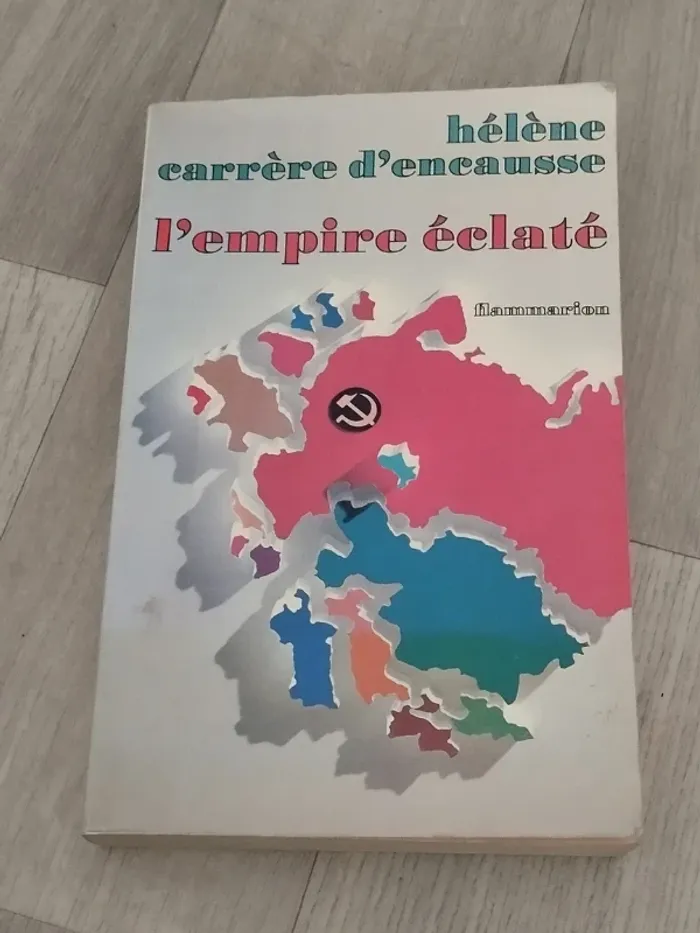 hélène
carrère d'encausse
l'empire éclaté
flammarion